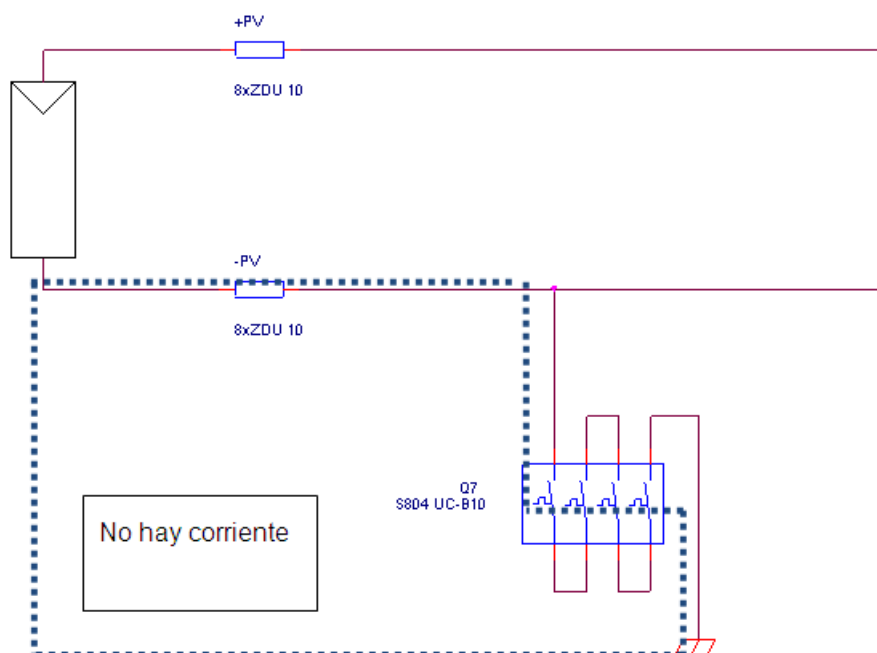 +PV
8xZDU 10
-PV
8xZDU 10
Q7
S804 UC-B10
No hay corriente